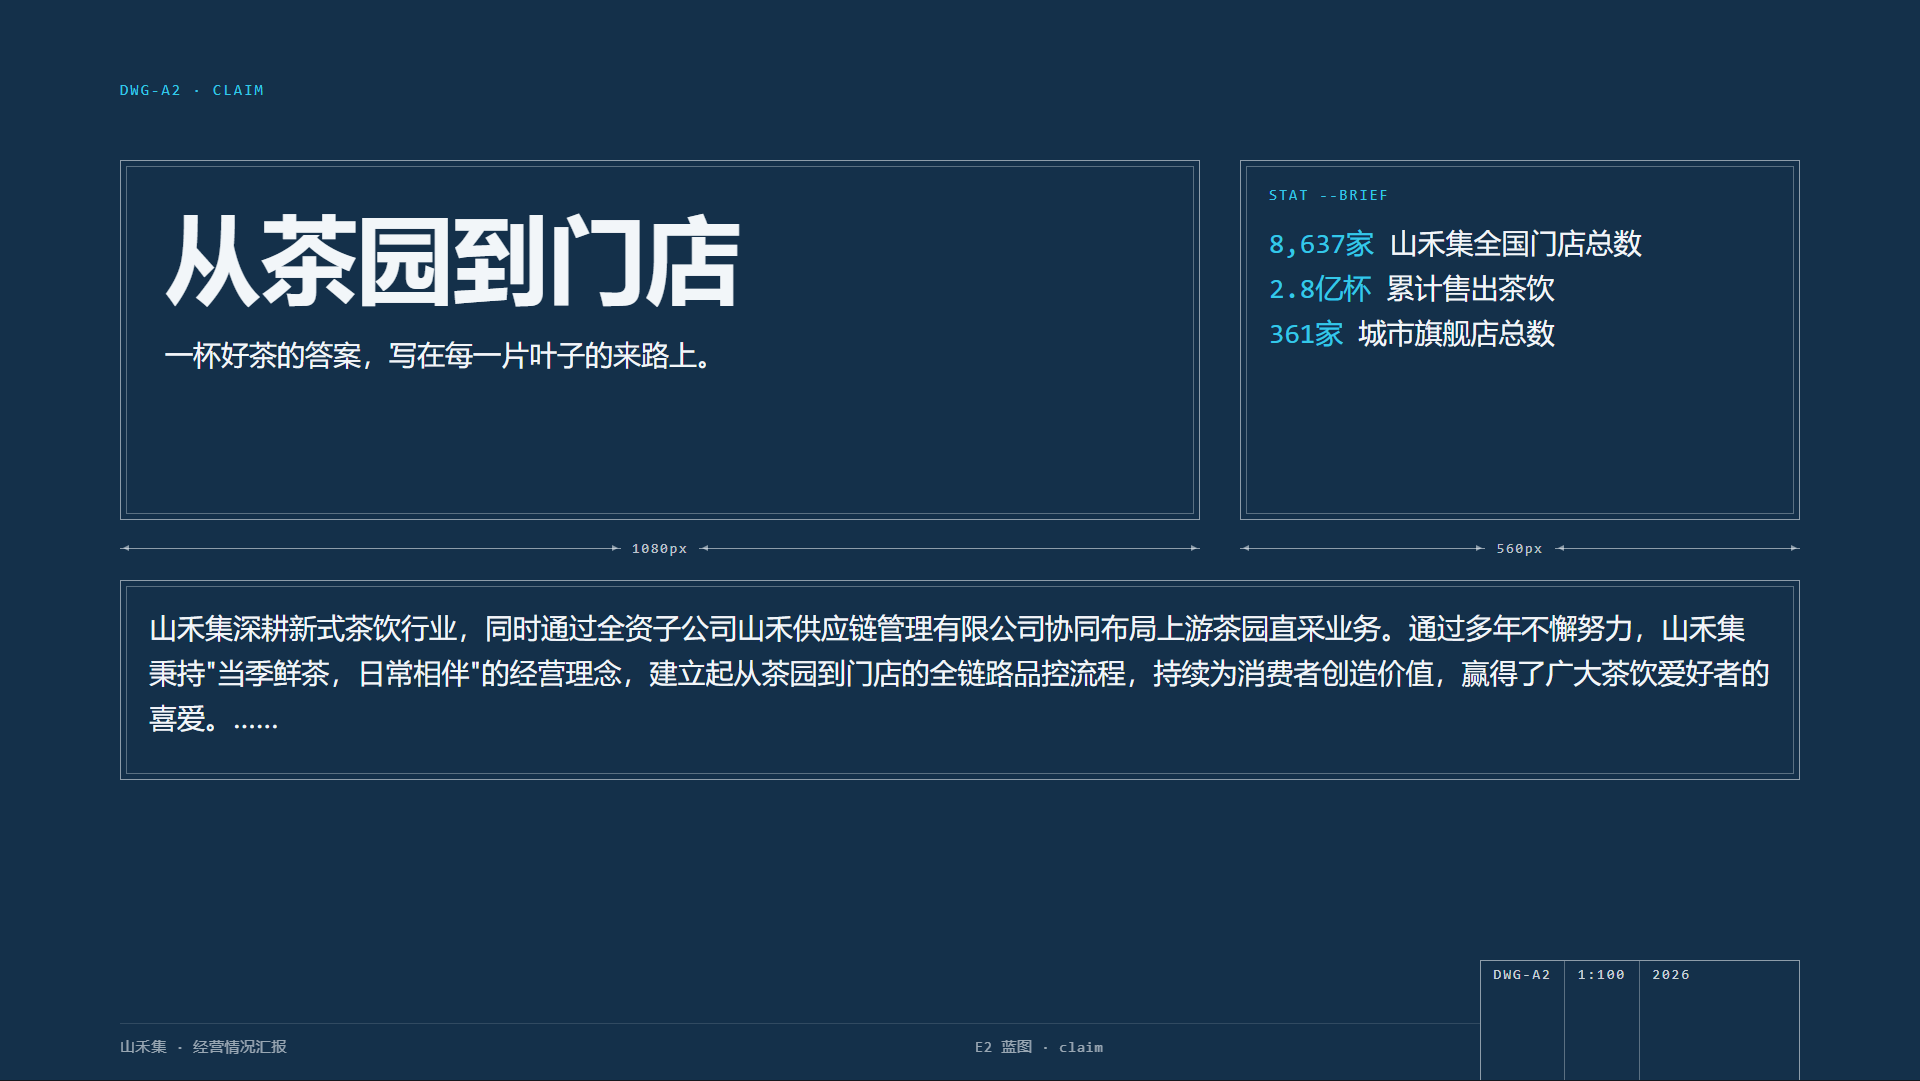 DWG-A2 · CLAIM
从茶园到门店
一杯好茶的答案，写在每一片叶子的来路上。
STAT --BRIEF
8,637家 山禾集全国门店总数
2.8亿杯 累计售出茶饮
361家 城市旗舰店总数
1080px
560px
山禾集深耕新式茶饮行业，同时通过全资子公司山禾供应链管理有限公司协同布局上游茶园直采业务。通过多年不懈努力，山禾集
秉持"当季鲜茶，日常相伴"的经营理念，建立起从茶园到门店的全链路品控流程，持续为消费者创造价值，赢得了广大茶饮爱好者的
喜爱。……
DWG-A2 1:100 2026
山禾集 · 经营情况汇报
E2 蓝图 · claim